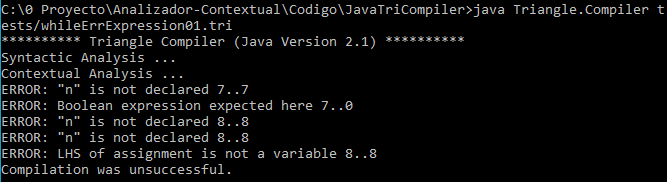 C:\0 Proyecto\Analizador-Contextual\Codigo\JavaTriCompiler>java Triangle.Compiler t
ests/whileErrExpression01.tri
********** Triangle Compiler (Java Version 2.1) **********
Syntactic Analysis ...
Contextual Analysis ...
ERROR: "n" is not declared 7..7
ERROR: Boolean expression expected here 7..0
ERROR: "n" is not declared 8..8
ERROR: "n" is not declared 8..8
ERROR: LHS of assignment is not a variable 8..8
Compilation was unsuccessful.